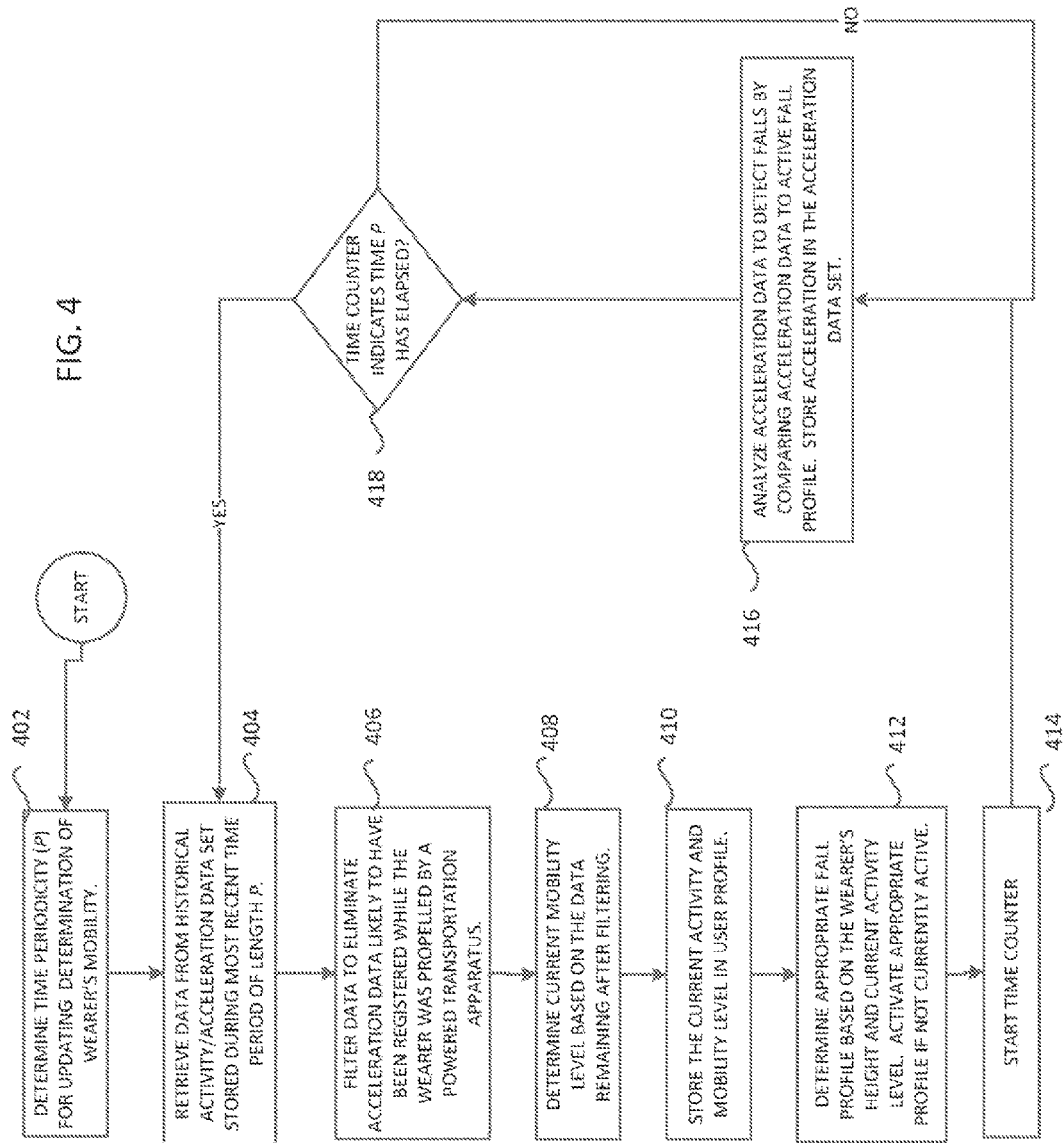 FIG. 4
START
402
DETERMINE TIME PERIODICITY (P)
FOR UPDATING DETERMINATION OF
WEARER'S MOBILITY.
404
RETRIEVE DATA FROM HISTORICAL
ACTIVITY/ACCELERATION DATA SET
STORED DURING MOST RECENT TIME
PERIOD OF LENGTH P.
406
FILTER DATA TO ELIMINATE
ACCELERATION DATA LIKELY TO HAVE
BEEN REGISTERED WHILE THE
WEARER WAS PROPELLED BY A
POWERED TRANSPORTATION
APPARATUS.
408
DETERMINE CURRENT MOBILITY
LEVEL BASED ON THE DATA
REMAINING AFTER FILTERING.
410
STORE THE CURRENT ACTIVITY AND
MOBILITY LEVEL IN USER PROFILE.
412
DETERMINE APPROPRIATE FALL
PROFILE BASED ON THE WEARER'S
HEIGHT AND CURRENT ACTIVITY
LEVEL. ACTIVATE APPROPRIATE
PROFILE IF NOT CURRENTLY ACTIVE.
414
START TIME COUNTER
416
ANALYZE ACCELERATION DATA TO DETECT FALLS BY
COMPARING ACCELERATION DATA TO ACTIVE FALL
PROFILE. STORE ACCELERATION IN THE ACCELERATION
DATA SET.
418
TIME COUNTER
INDICATES TIME P
HAS ELAPSED?
YES
NO